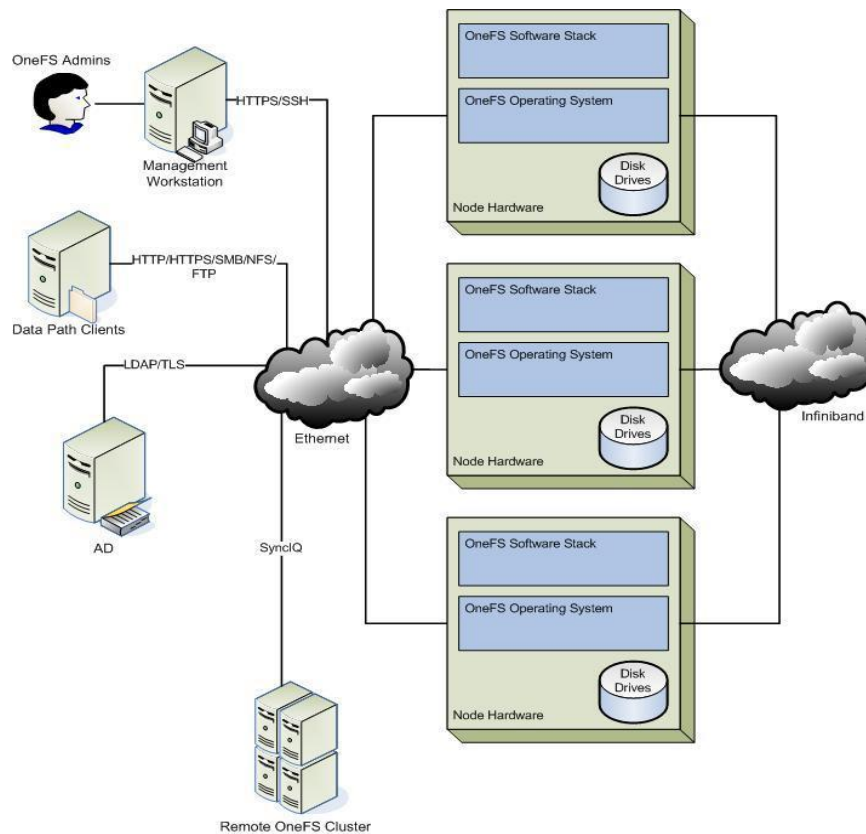 OneFS Admins
HTTPS/SSH
Management
Workstation
HTTP/HTTPS/SMB/NFS/
FTP
Data Path Clients
LDAP/TLS
AD
Ethernet
SyncIQ
Remote OneFS Cluster
OneFS Software Stack
OneFS Operating System
Disk
Drives
Node Hardware
OneFS Software Stack
OneFS Operating System
Disk
Drives
Node Hardware
OneFS Software Stack
OneFS Operating System
Disk
Drives
Node Hardware
Infiniband